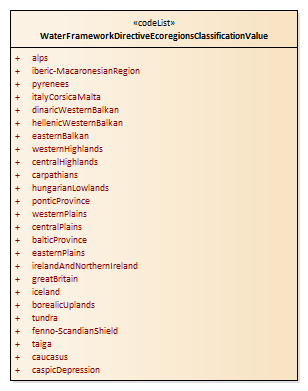 «codeList»
WaterFrameworkDirectiveEcoregionsClassificationValue
+ alps
+ iberic-MacaronesianRegion
+ pyrenees
+ italyCorsicaMalta
+ dinaricWesternBalkan
+ hellenicWesternBalkan
+ easternBalkan
+ westernHighlands
+ centralHighlands
+ carpathians
+ hungarianLowlands
+ ponticProvince
+ westernPlains
+ centralPlains
+ balticProvince
+ easternPlains
+ irelandAndNorthernIreland
+ greatBritain
+ iceland
+ borealicUplands
+ tundra
+ fenno-ScandianShield
+ taiga
+ caucasus
+ caspicDepression